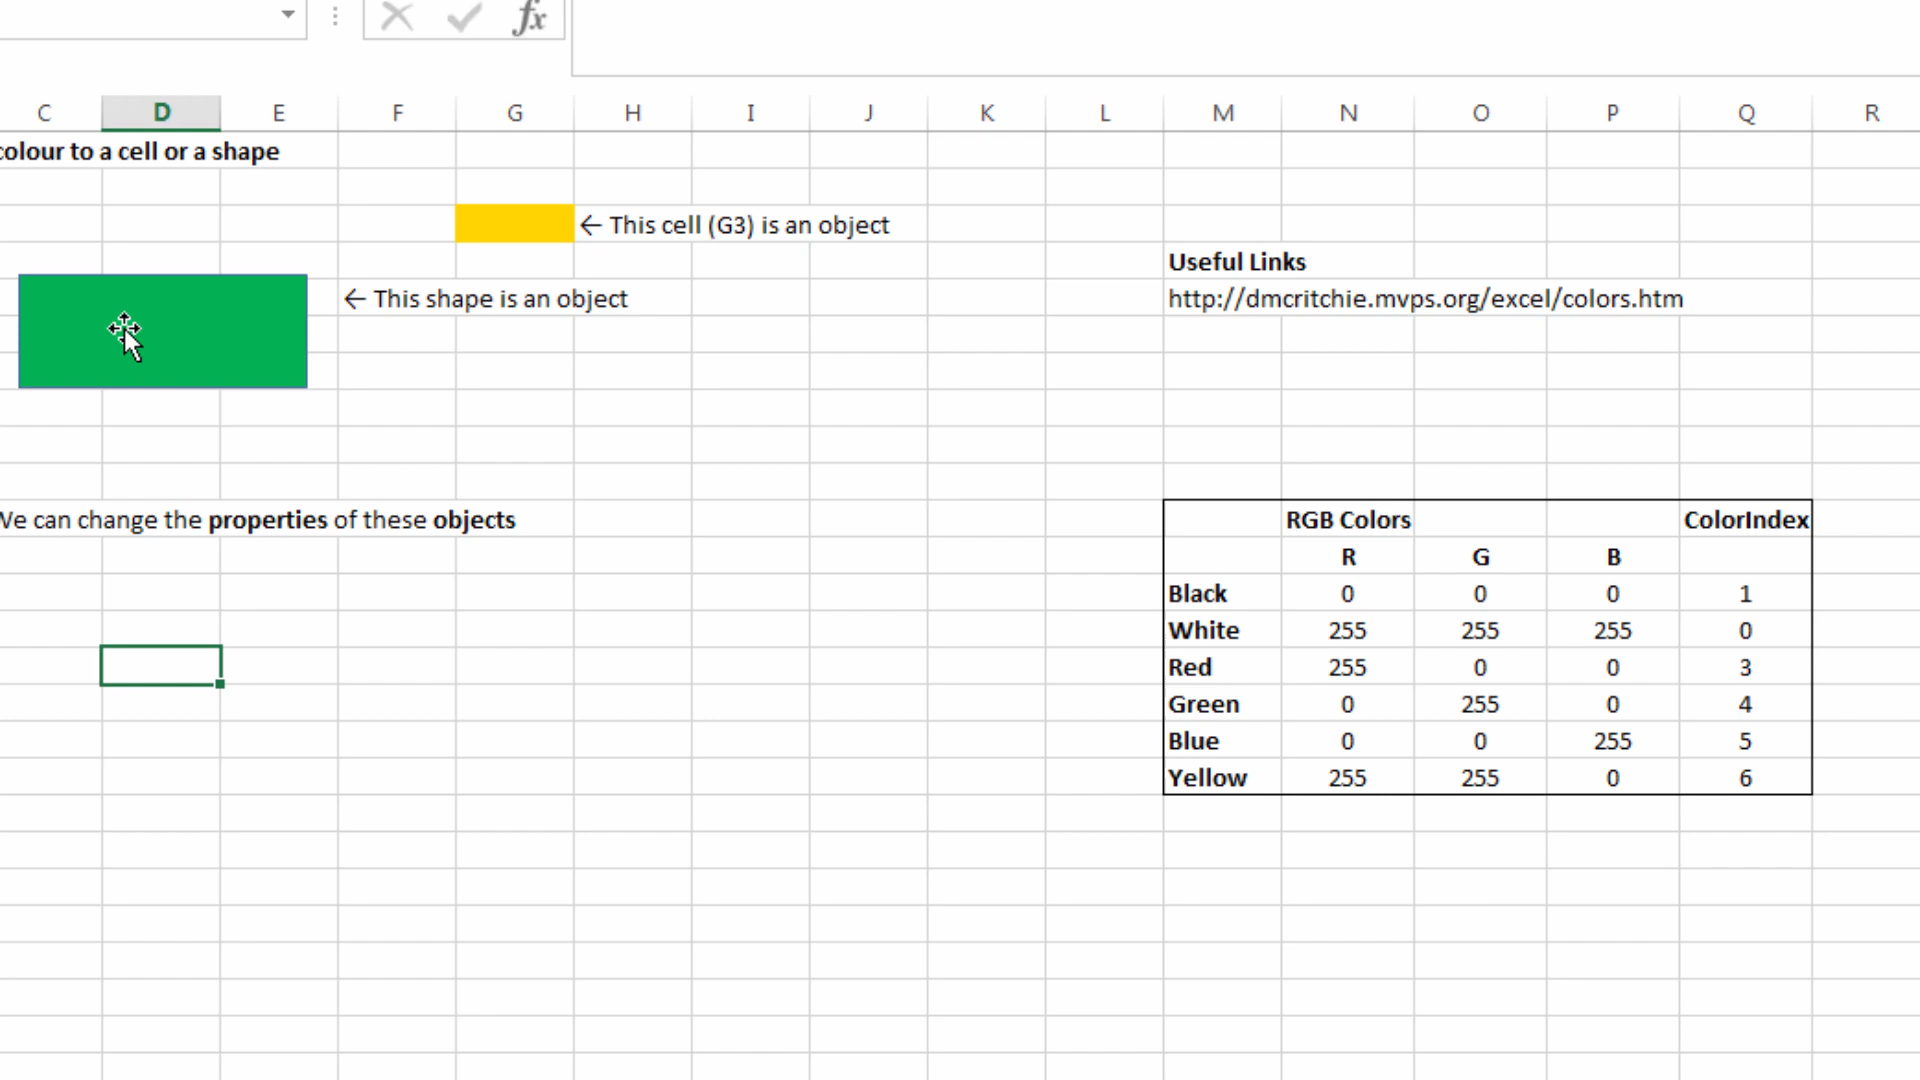 fx
C D E F G H I J K L M N O P Q R
colour to a cell or a shape
← This cell (G3) is an object
Useful Links
← This shape is an object http://dmcritchie.mvps.org/excel/colors.htm
We can change the properties of these objects RGB Colors ColorIndex
R G B
Black 0 0 0 1
White 255 255 255 0
Red 255 0 0 3
Green 0 255 0 4
Blue 0 0 255 5
Yellow 255 255 0 6